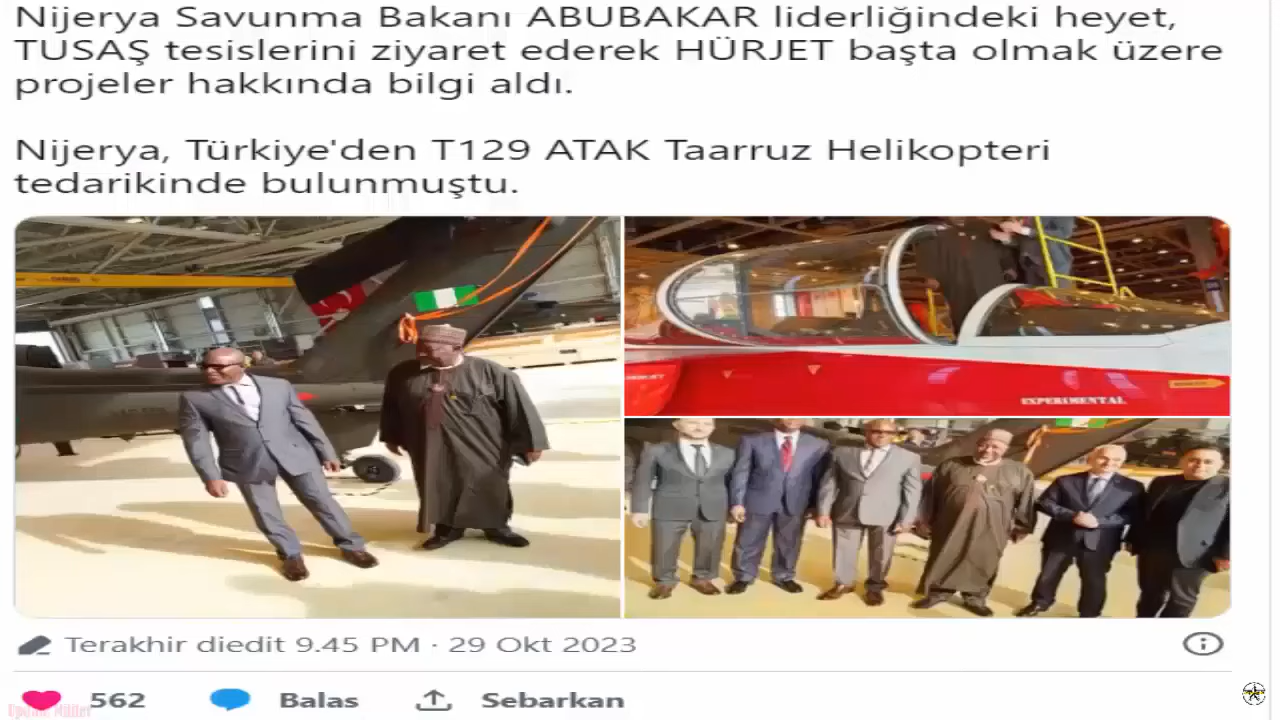 Nijerya Savunma Bakanı ABUBAKAR liderliğindeki heyet,
TUSAŞ tesislerini ziyaret ederek HÜRJET başta olmak üzere
projeler hakkında bilgi aldı.
Nijerya, Türkiye'den T129 ATAK Taarruz Helikopteri
tedarikinde bulunmuştu.
EXPERIMENTAL
Terakhir diedit 9.45 PM · 29 Okt 2023
562 Balas Sebarkan